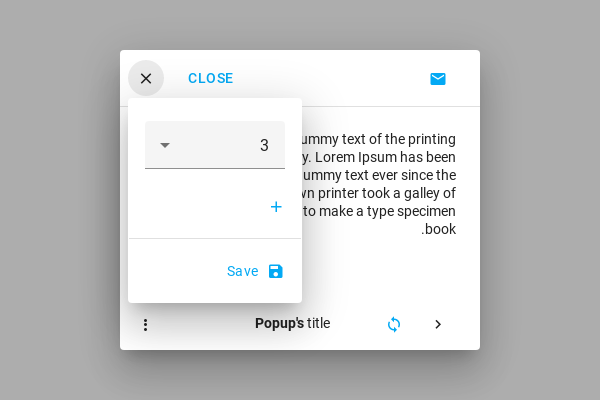 CLOSE
3
+
Save
ummy text of the printing
y. Lorem Ipsum has been
ummy text ever since the
wn printer took a galley of
to make a type specimen
.book
Popup's title